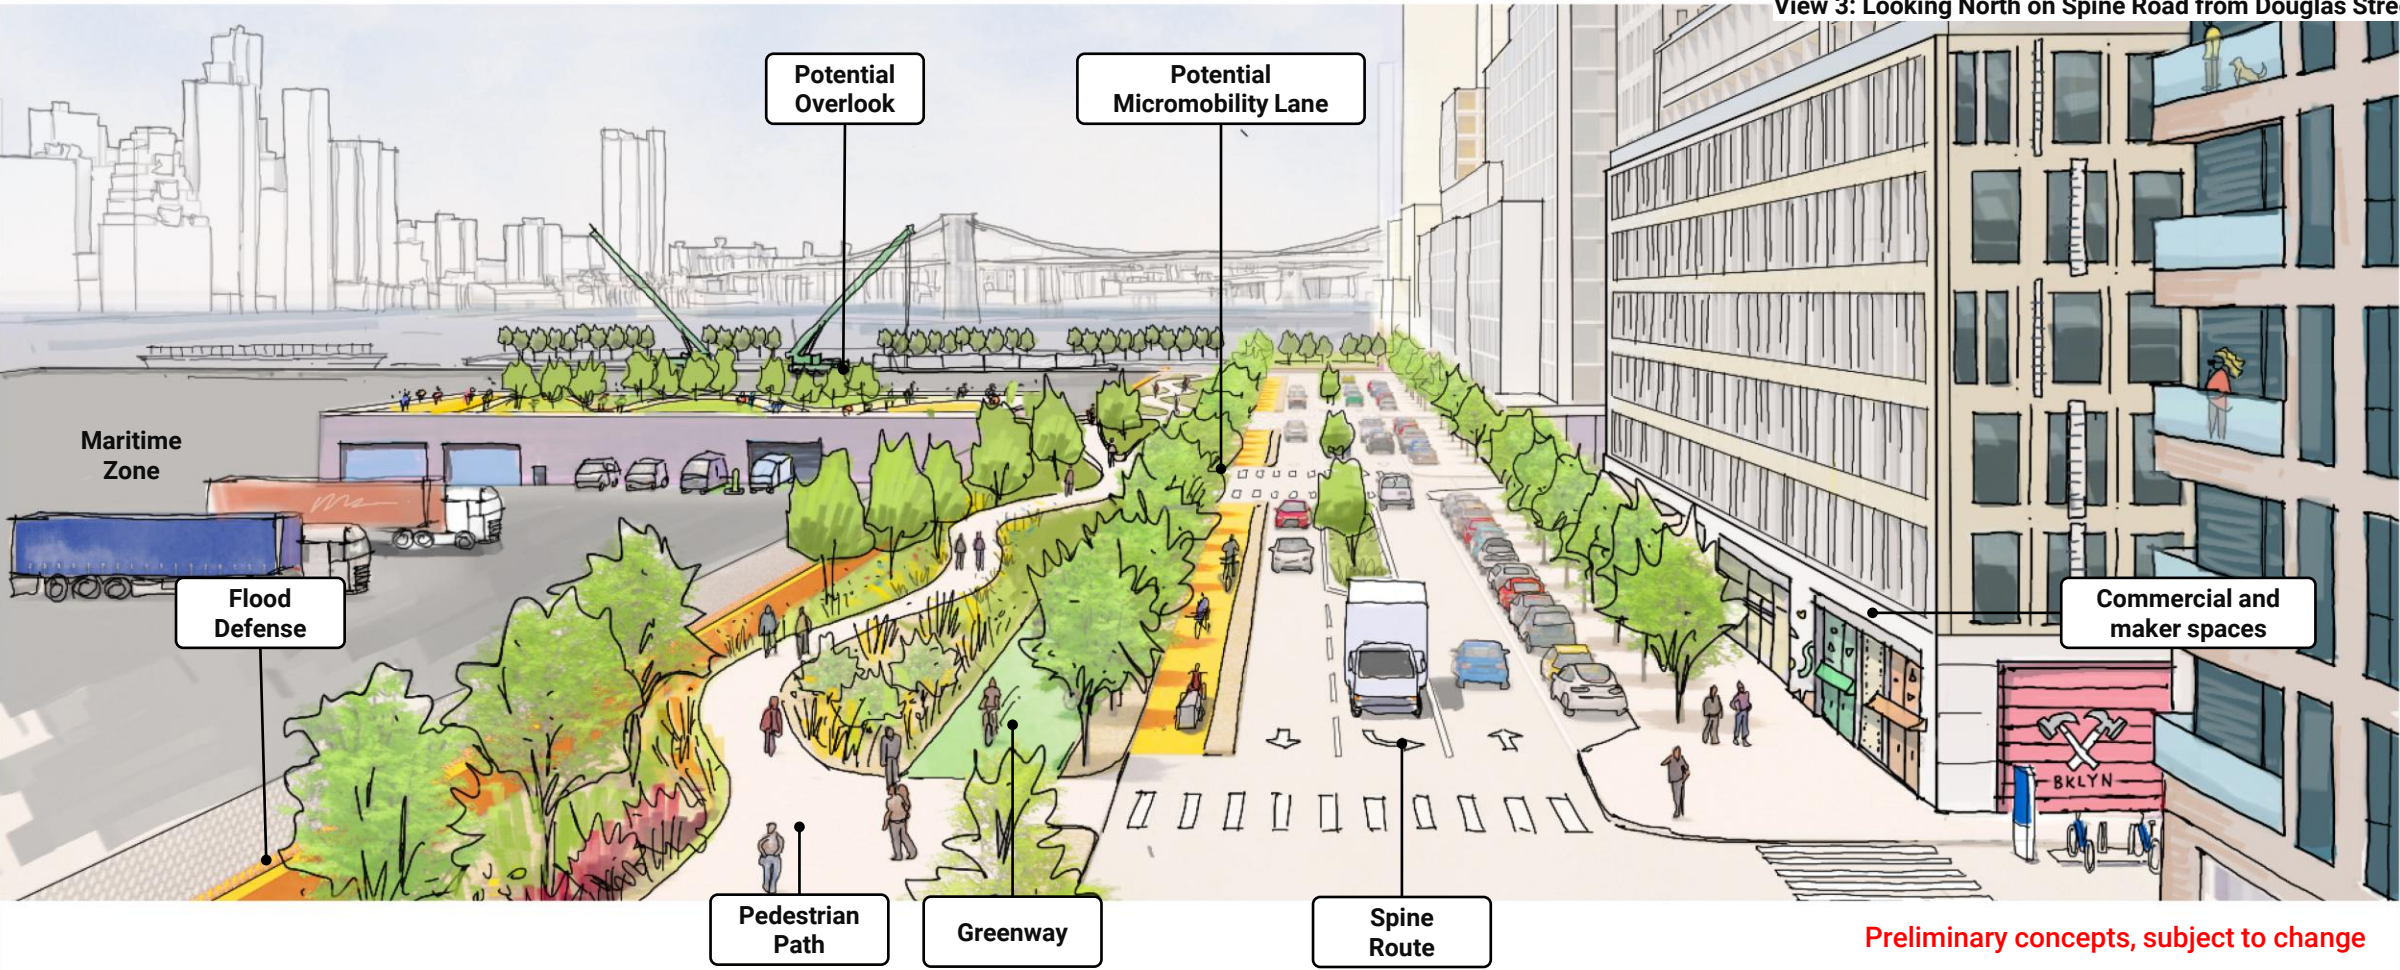 View 3: Looking North on Spine Road from Douglas Stre
Potential
Overlook
Potential
Micromobility Lane
Maritime
Zone
Flood
Defense
Commercial and
maker spaces
BKLYN
Pedestrian
Path
Greenway
Spine
Route
Preliminary concepts, subject to change